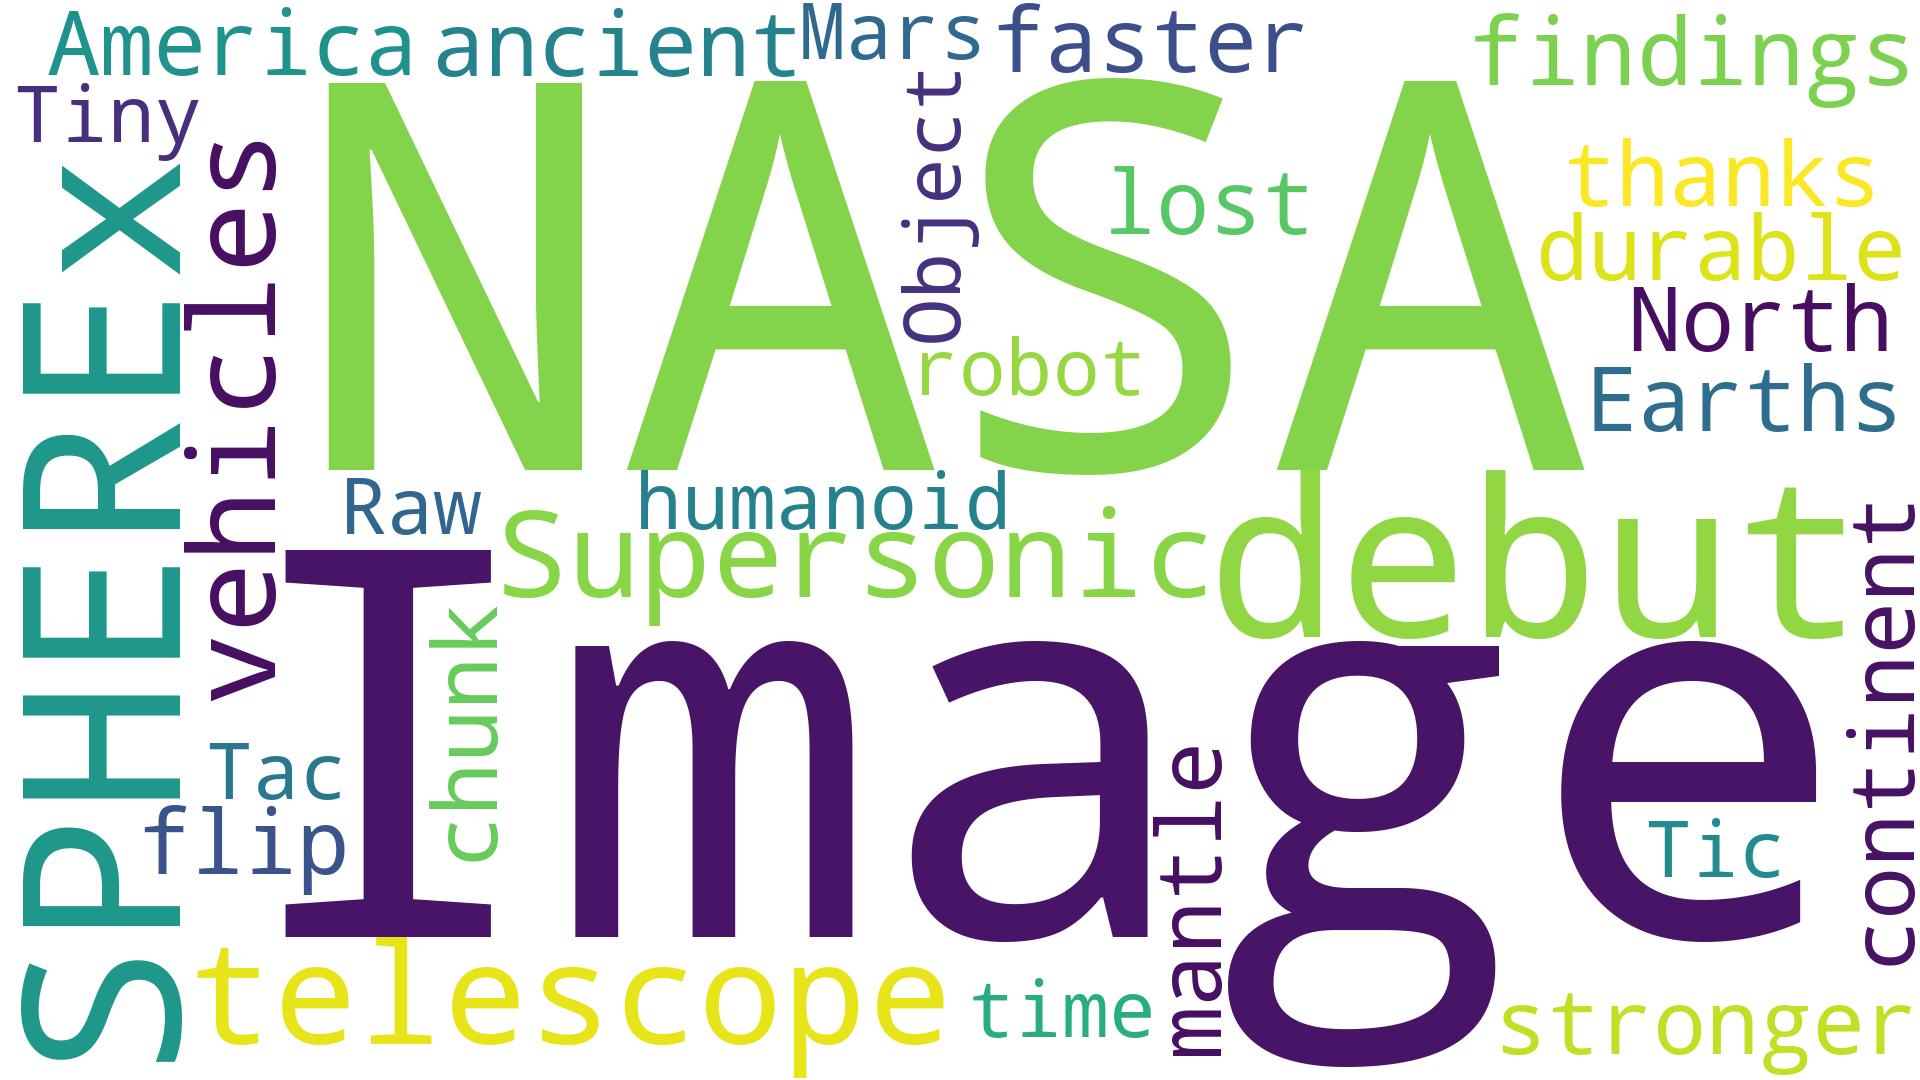 America
ancient
Mars
faster
findings
Tiny
NASA
Object
lost
thanks
vehicles
SPHEREx
durable
North
robot
Earths
Raw
humanoid
Supersonic
debut
continent
Image
chunk
Tac
mantle
flip
Tic
telescope
time
stronger